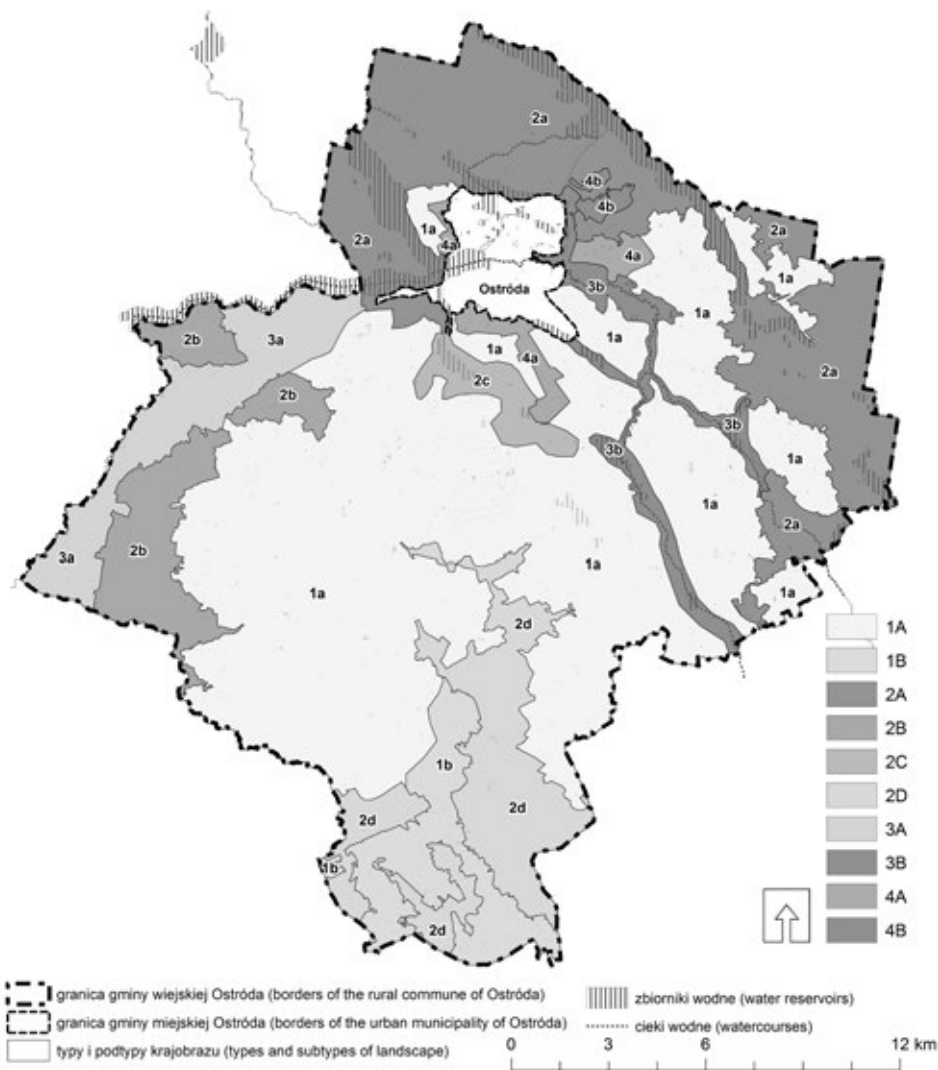 2a
4b
4b
2a
1a
2a
4a
4a
1a
3b
Ostróda
1a
2b
3a
1a
1a
4a
2a
2c
2b
3b
3b
1a
1a
2a
3a
2b
1a
1a
1a
2d
1b
2d
2d
1b
2d
1A
1B
2A
2B
2C
2D
3A
3B
4A
4B
granica gminy wiejskiej Ostróda (borders of the rural commune of Ostróda)
granica gminy miejskiej Ostróda (borders of the urban municipality of Ostróda)
typy i podtypy krajobrazu (types and subtypes of landscape)
zbiorniki wodne (water reservoirs)
cieki wodne (watercourses)
0 3 6 12 km